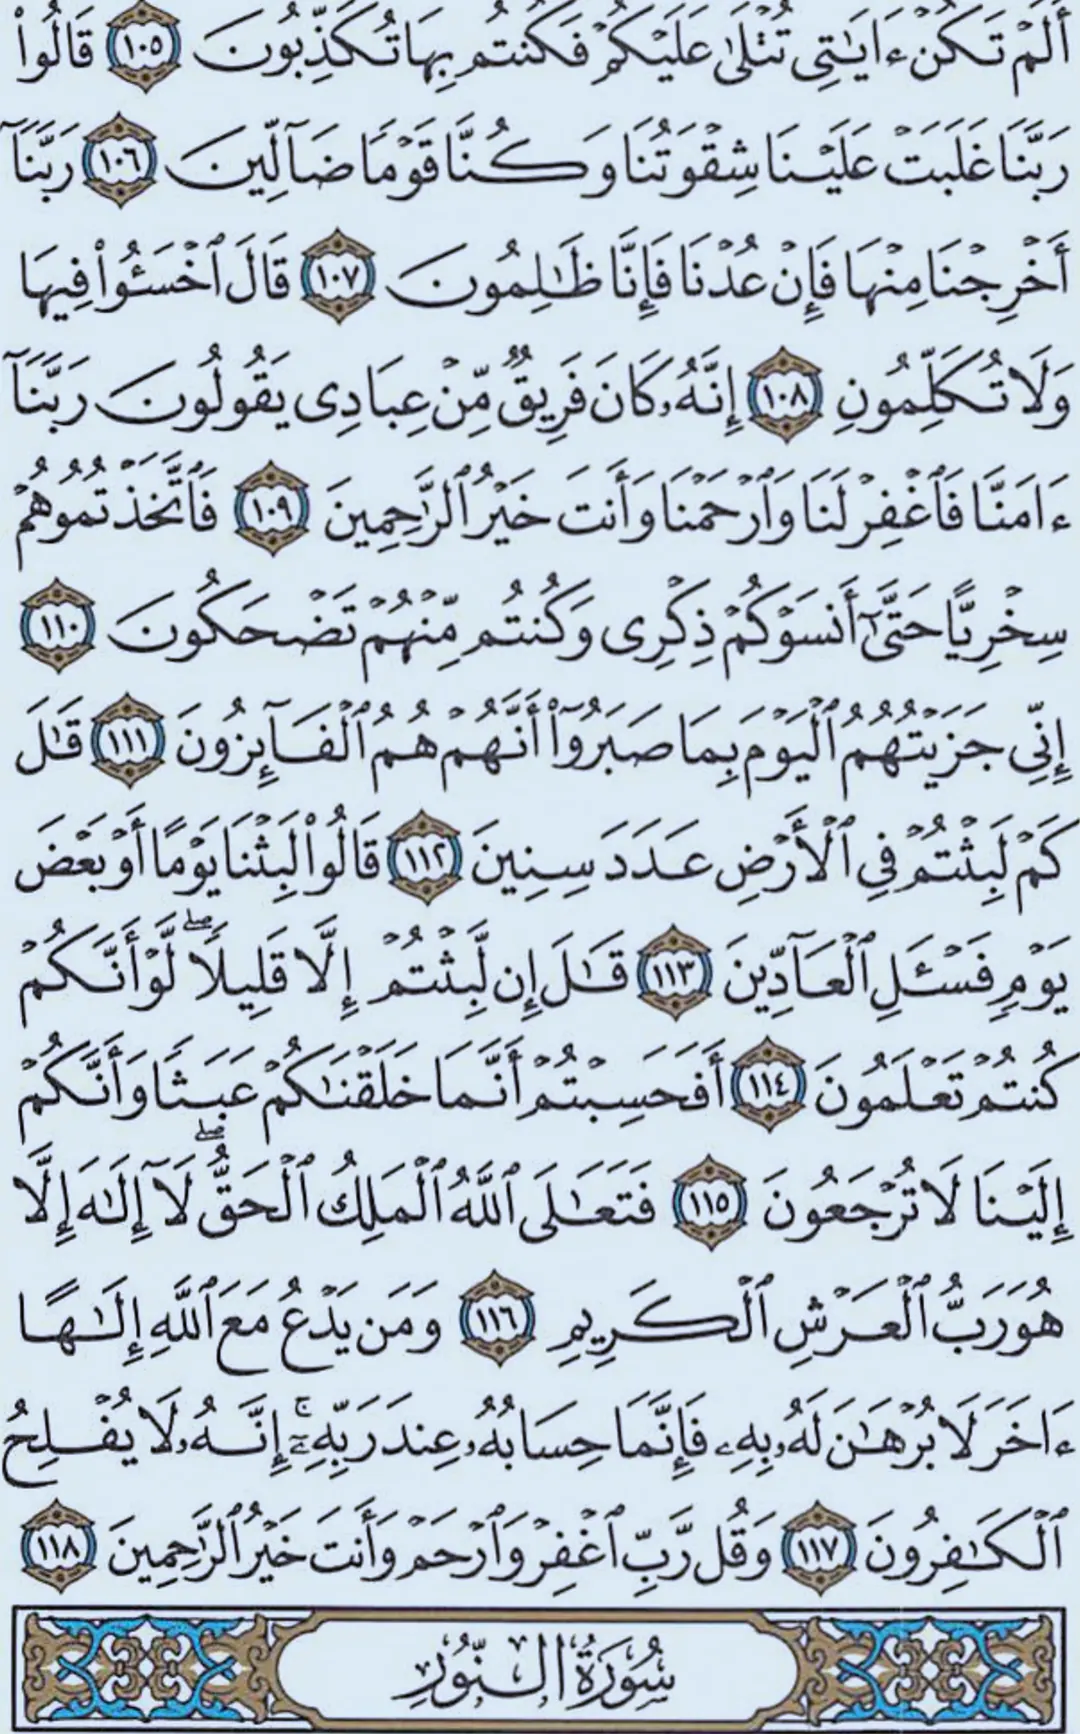 أَلَمْ تَكُنْ ءَايَـٰتِى تُتْلَىٰ عَلَيْكُمْ فَكُنتُم بِهَا تُكَذِّبُونَ ١٠٥ قَالُوا۟
رَبَّنَا غَلَبَتْ عَلَيْنَا شِقْوَتُنَا وَكُنَّا قَوْمًا ضَآلِّينَ ١٠٦ رَبَّنَآ
أَخْرِجْنَا مِنْهَا فَإِنْ عُدْنَا فَإِنَّا ظَـٰلِمُونَ ١٠٧ قَالَ ٱخْسَـُٔوا۟ فِيهَا
وَلَا تُكَلِّمُونِ ١٠٨ إِنَّهُۥ كَانَ فَرِيقٌ مِّنْ عِبَادِى يَقُولُونَ رَبَّنَآ
ءَامَنَّا فَٱغْفِرْ لَنَا وَٱرْحَمْنَا وَأَنتَ خَيْرُ ٱلرَّٰحِمِينَ ١٠٩ فَٱتَّخَذْتُمُوهُمْ
سِخْرِيًّا حَتَّىٰٓ أَنسَوْكُمْ ذِكْرِى وَكُنتُم مِّنْهُمْ تَضْحَكُونَ ١١٠
إِنِّى جَزَيْتُهُمُ ٱلْيَوْمَ بِمَا صَبَرُوٓا۟ أَنَّهُمْ هُمُ ٱلْفَآئِزُونَ ١١١ قَـٰلَ
كَمْ لَبِثْتُمْ فِى ٱلْأَرْضِ عَدَدَ سِنِينَ ١١٢ قَالُوا۟ لَبِثْنَا يَوْمًا أَوْ بَعْضَ
يَوْمٍ فَسْـَٔلِ ٱلْعَآدِّينَ ١١٣ قَـٰلَ إِن لَّبِثْتُمْ إِلَّا قَلِيلًا ۖ لَّوْ أَنَّكُمْ
كُنتُمْ تَعْلَمُونَ ١١٤ أَفَحَسِبْتُمْ أَنَّمَا خَلَقْنَـٰكُمْ عَبَثًا وَأَنَّكُمْ
إِلَيْنَا لَا تُرْجَعُونَ ١١٥ فَتَعَـٰلَى ٱللَّهُ ٱلْمَلِكُ ٱلْحَقُّ ۖ لَآ إِلَـٰهَ إِلَّا
هُوَ رَبُّ ٱلْعَرْشِ ٱلْكَرِيمِ ١١٦ وَمَن يَدْعُ مَعَ ٱللَّهِ إِلَـٰهًا
ءَاخَرَ لَا بُرْهَـٰنَ لَهُۥ بِهِۦ فَإِنَّمَا حِسَابُهُۥ عِندَ رَبِّهِۦٓ ۚ إِنَّهُۥ لَا يُفْلِحُ
ٱلْكَـٰفِرُونَ ١١٧ وَقُل رَّبِّ ٱغْفِرْ وَٱرْحَمْ وَأَنتَ خَيْرُ ٱلرَّٰحِمِينَ ١١٨
سُورَةُ النُّورِ